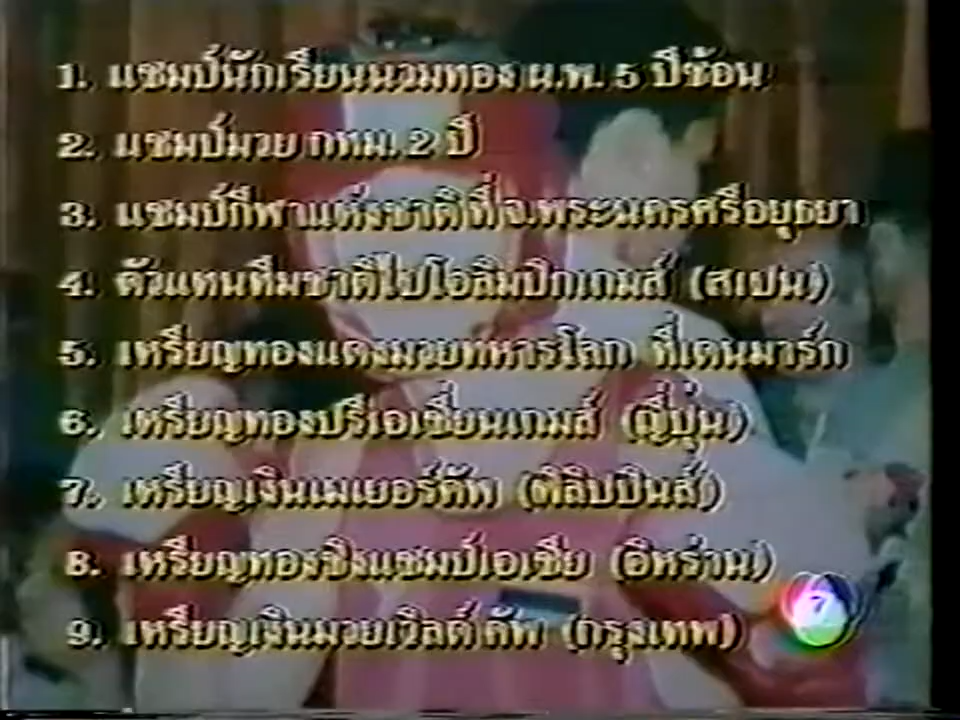 1. แชมป์นักเรียนนวมทอง น.พ. 5 ปีซ้อน
2. แชมป์มวย กทม. 2 ปี
3. แชมป์กีฬาแห่งชาติที่ จ.พระนครศรีอยุธยา
4. ตัวแทนทีมชาติไปโอลิมปิกเกมส์ (สเปน)
5. เหรียญทองแดงมวยทหารโลก ที่เดนมาร์ก
6. เหรียญทองปรีเอเชี่ยนเกมส์ (ญี่ปุ่น)
7. เหรียญเงินเมเยอร์คัพ (ฟิลิปปินส์)
8. เหรียญทองชิงแชมป์เอเชีย (อิหร่าน)
9. เหรียญเงินมวยเวิลด์คัพ (กรุงเทพ)
7